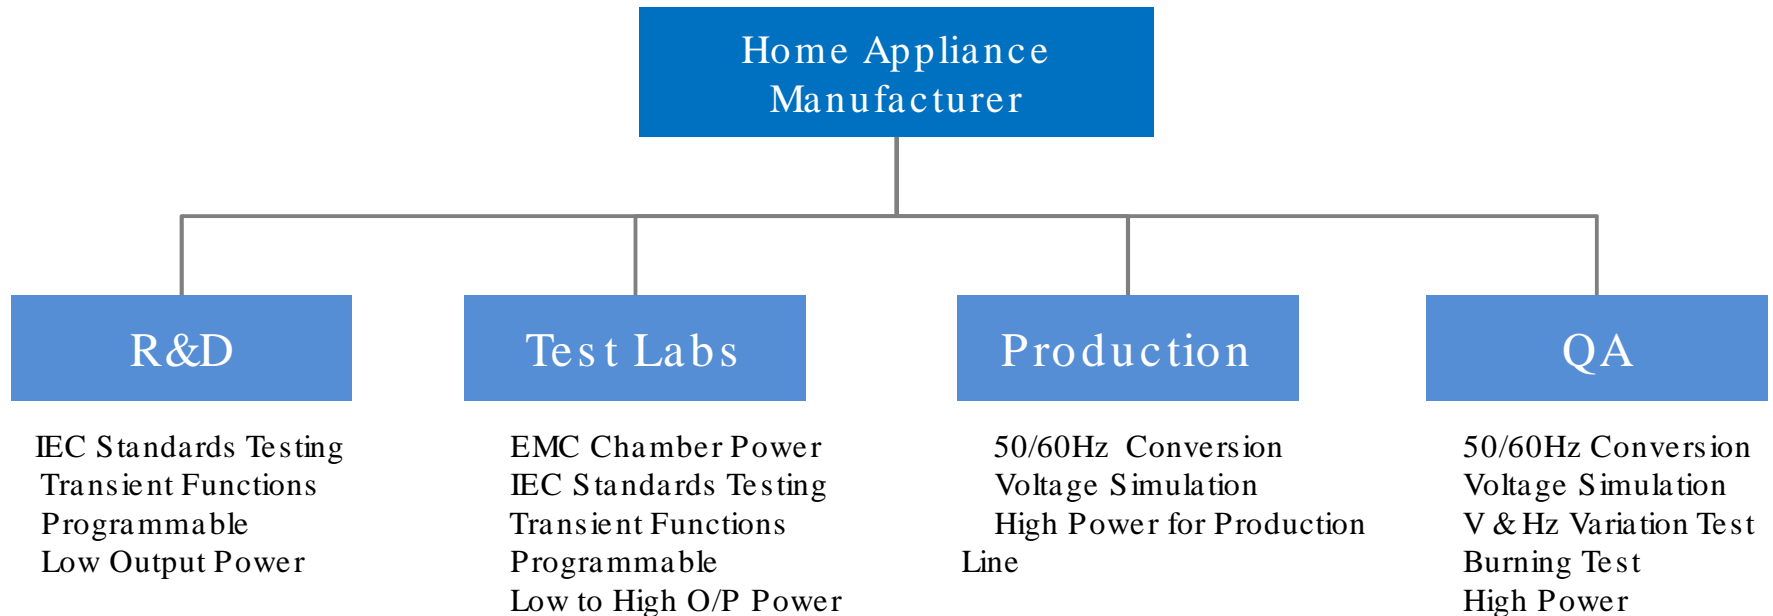 Home Appliance
Manufacturer
R&D
Test Labs
Production
QA
IEC Standards Testing
Transient Functions
Programmable
Low Output Power
EMC Chamber Power
IEC Standards Testing
Transient Functions
Programmable
Low to High O/P Power
50/60Hz Conversion
Voltage Simulation
High Power for Production
Line
50/60Hz Conversion
Voltage Simulation
V & Hz Variation Test
Burning Test
High Power